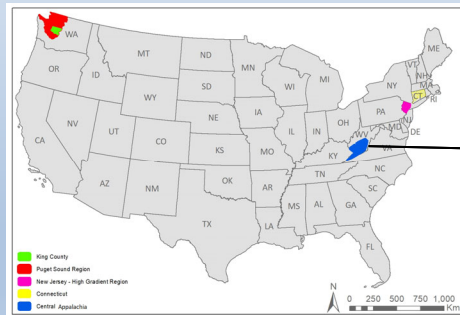 WA
MT
ND
MN
ME
VT
NH
MA
CT
RI
OR
ID
WY
SD
WI
MI
NY
PA
NJ
NE
IA
IL
IN
OH
WV
MD
DE
VA
CA
NV
UT
CO
KS
MO
KY
NC
TN
SC
AZ
NM
OK
AR
MS
AL
GA
TX
LA
FL
King County
Puget Sound Region
New Jersey - High Gradient Region
Connecticut
Central Appalachia
N
0 250 500 1,000
Km